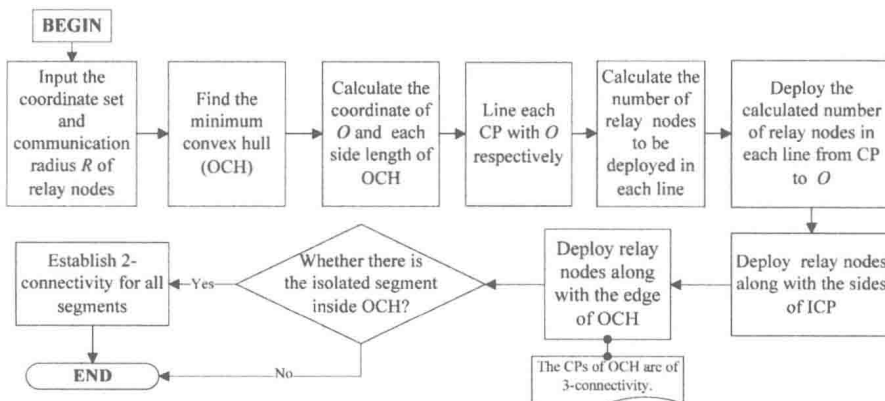 BEGIN
Input the
coordinate set
and
communication
radius R of
relay nodes
Find the
minimum
convex hull
(OCH)
Calculate the
coordinate of
O and each
side length of
OCH
Line each
CP with O
respectively
Calculate the
number of
relay nodes
to be
deployed in
each line
Deploy the
calculated number
of relay nodes in
each line from CP
to O
Deploy relay nodes
along with the sides
of ICP
Deploy relay
nodes along
with the edge
of OCH
The CPs of OCH are of
3-connectivity.
Whether there is
the isolated segment
inside OCH?
Yes
Establish 2-
connectivity for all
segments
No
END